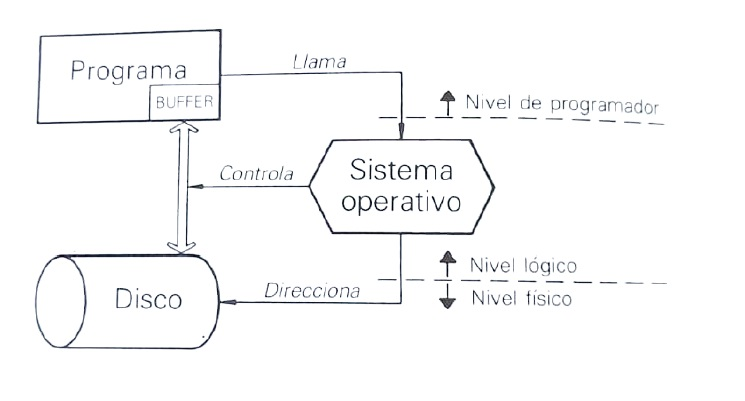 Programa
BUFFER
Llama
Nivel de programador
Controla
Sistema
operativo
Nivel lógico
Nivel físico
Direcciona
Disco